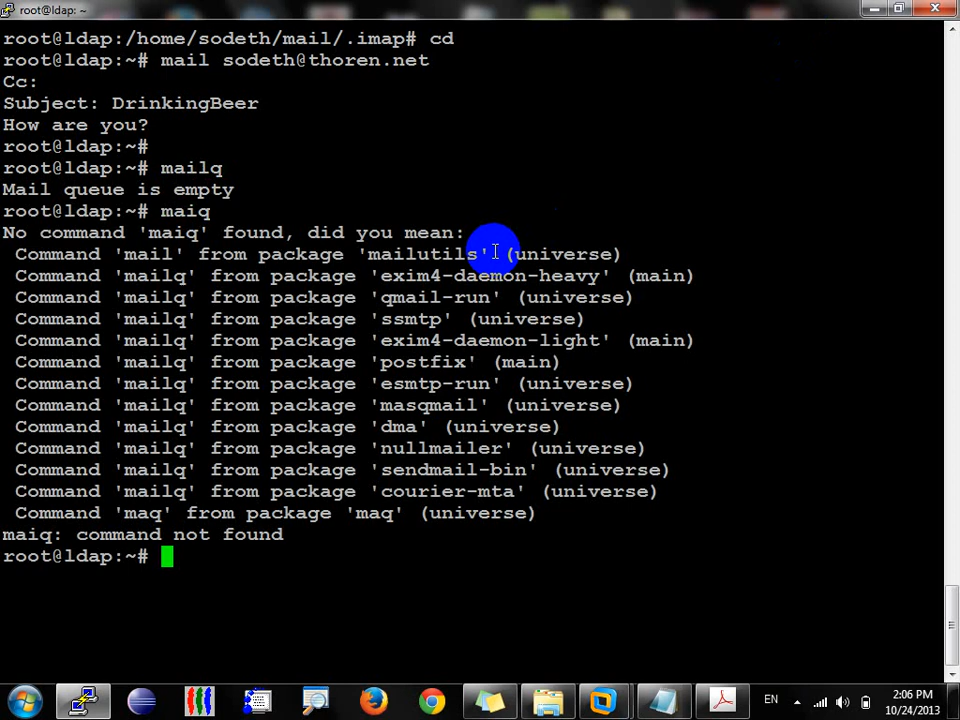 root@ldap: ~
root@ldap:/home/sodeth/mail/.imap# cd
root@ldap:~# mail sodeth@thoren.net
Cc:
Subject: DrinkingBeer
How are you?
root@ldap:~#
root@ldap:~# mailq
Mail queue is empty
root@ldap:~# maiq
No command 'maiq' found, did you mean:
 Command 'mail' from package 'mailutils' (universe)
 Command 'mailq' from package 'exim4-daemon-heavy' (main)
 Command 'mailq' from package 'qmail-run' (universe)
 Command 'mailq' from package 'ssmtp' (universe)
 Command 'mailq' from package 'exim4-daemon-light' (main)
 Command 'mailq' from package 'postfix' (main)
 Command 'mailq' from package 'esmtp-run' (universe)
 Command 'mailq' from package 'masqmail' (universe)
 Command 'mailq' from package 'dma' (universe)
 Command 'mailq' from package 'nullmailer' (universe)
 Command 'mailq' from package 'sendmail-bin' (universe)
 Command 'mailq' from package 'courier-mta' (universe)
 Command 'maq' from package 'maq' (universe)
maiq: command not found
root@ldap:~#
EN
2:06 PM
10/24/2013